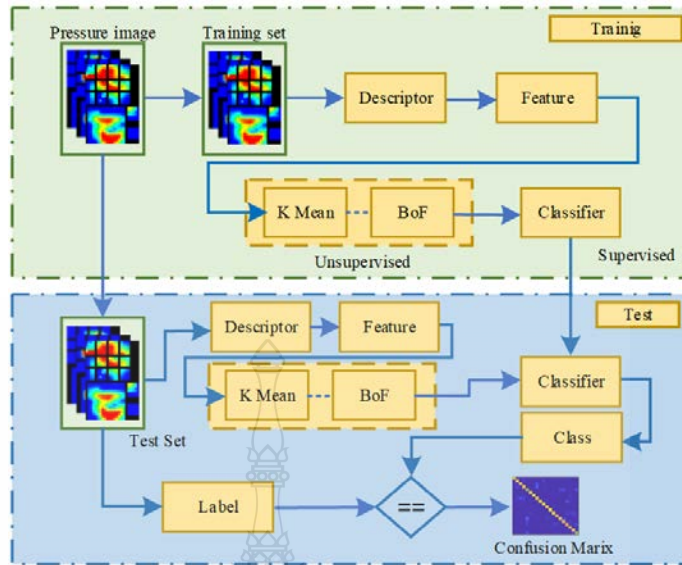 Pressure image
Training set
Trainig
Descriptor
Feature
K Mean
BoF
Classifier
Unsupervised
Supervised
Test
Descriptor
Feature
K Mean
BoF
Classifier
Test Set
Class
Label
==
Confusion Marix